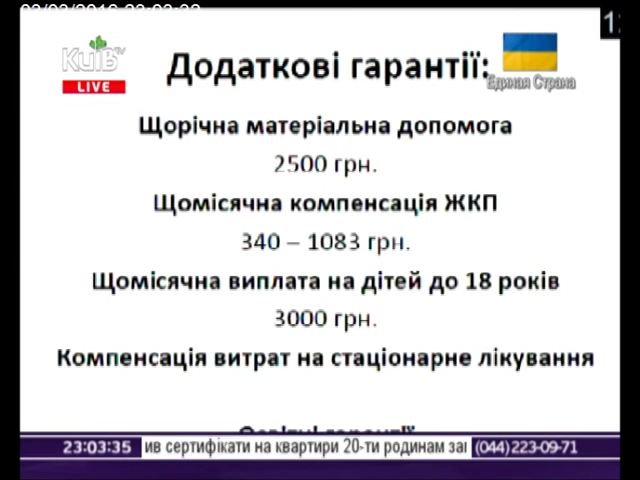 Київ tv
LIVE
Єдиная Страна
Додаткові гарантії:
Щорічна матеріальна допомога
2500 грн.
Щомісячна компенсація ЖКП
340 – 1083 грн.
Щомісячна виплата на дітей до 18 років
3000 грн.
Компенсація витрат на стаціонарне лікування
23:03:35 ив сертифікати на квартири 20-ти родинам заг (044)223-09-71